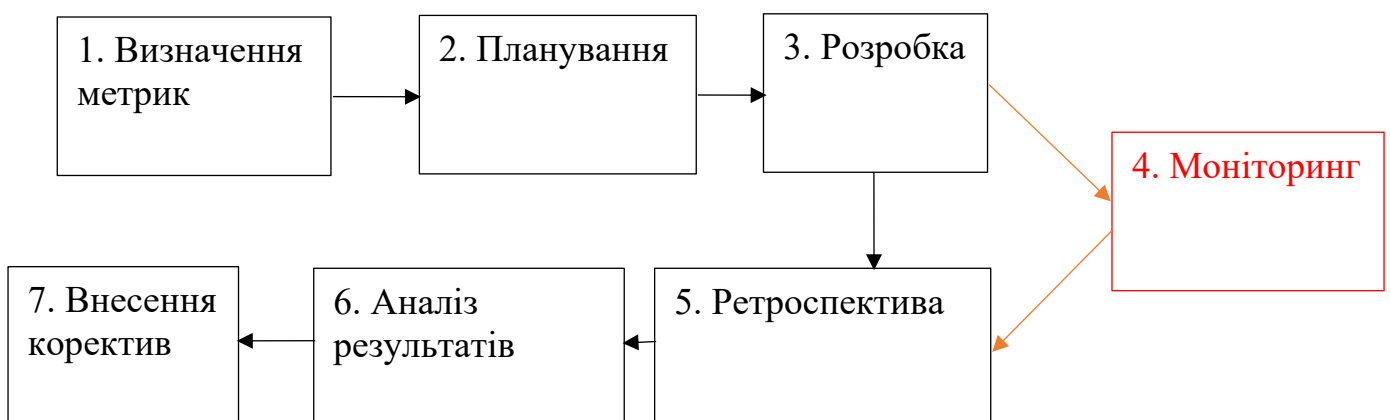 1. Визначення
метрик
2. Планування
3. Розробка
4. Моніторинг
5. Ретроспектива
6. Аналіз
результатів
7. Внесення
коректив